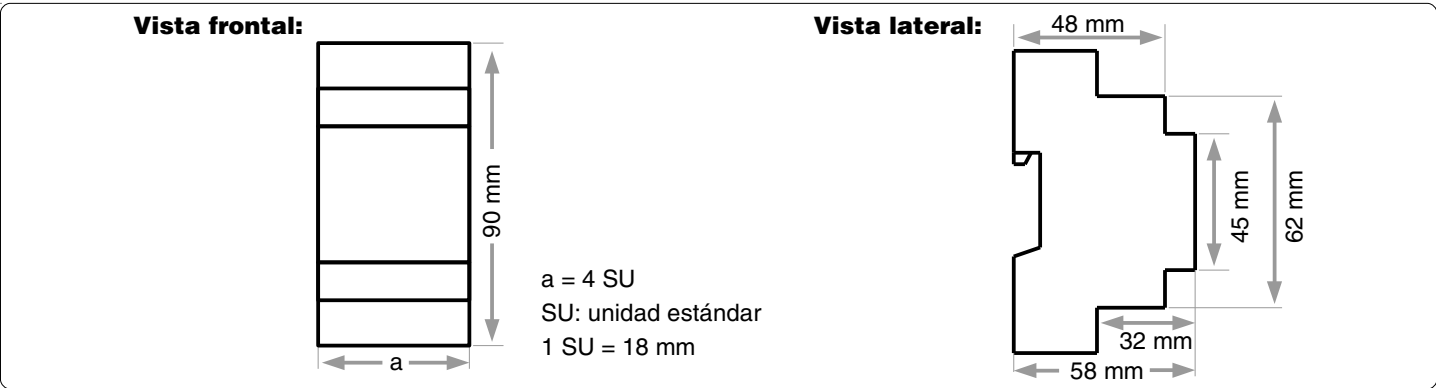 Vista frontal:
90 mm
a
a = 4 SU
SU: unidad estándar
1 SU = 18 mm
Vista lateral:
48 mm
45 mm
62 mm
32 mm
58 mm